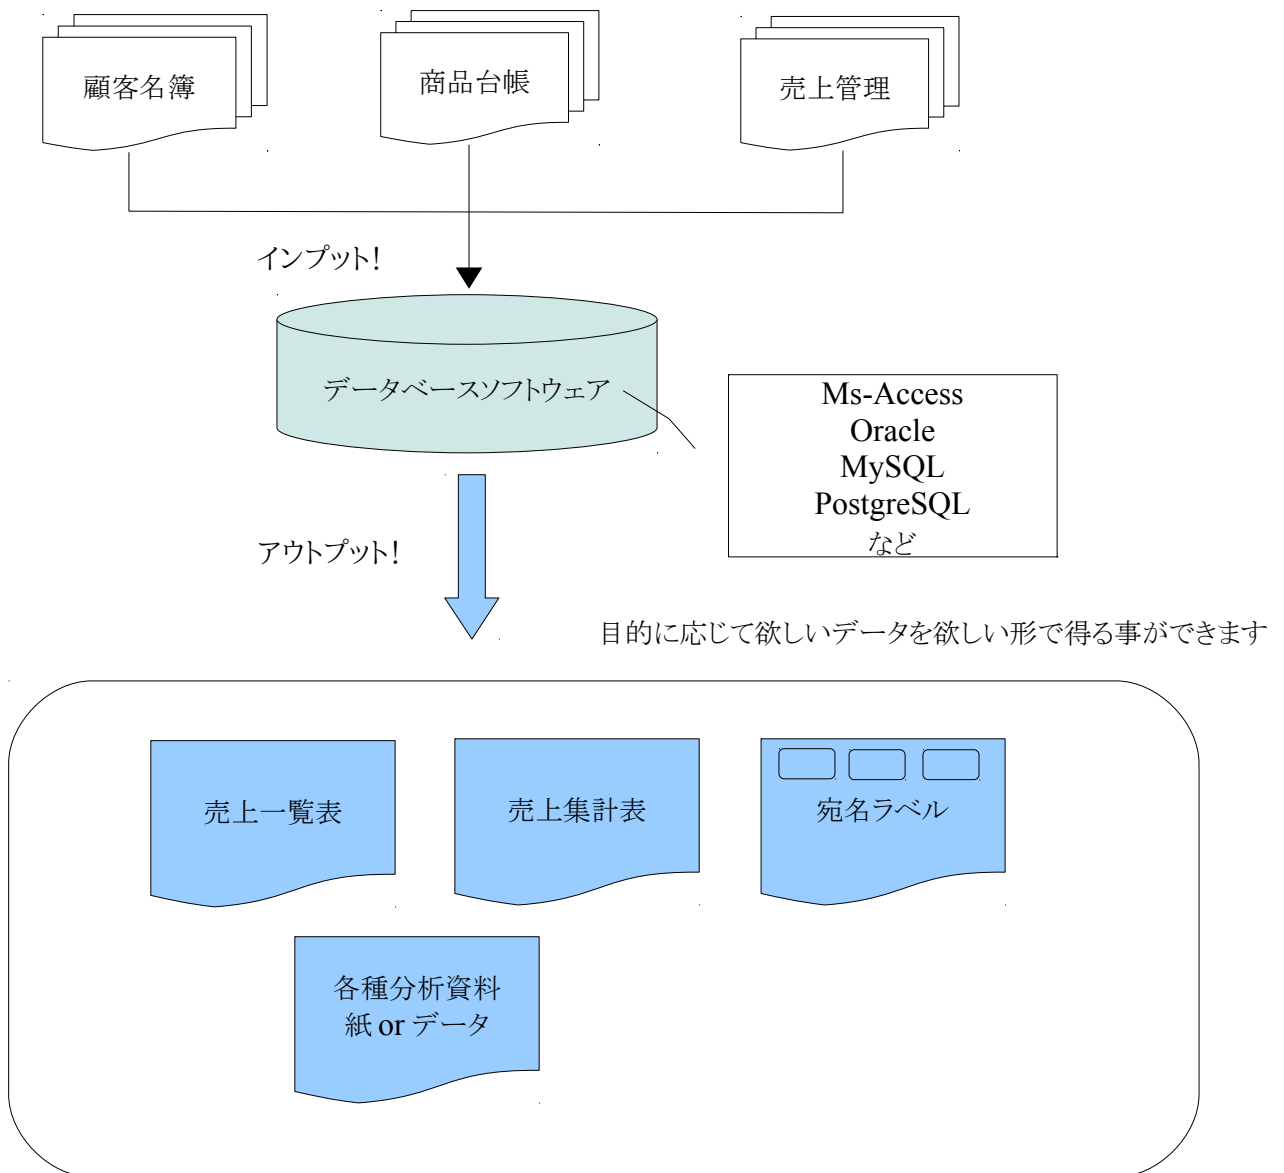 顧客名簿
商品台帳
売上管理
インプット!
データベースソフトウェア
Ms-Access
Oracle
MySQL
PostgreSQL
など
アウトプット!
目的に応じて欲しいデータを欲しい形で得る事ができます
売上一覧表
売上集計表
宛名ラベル
各種分析資料
紙 or データ